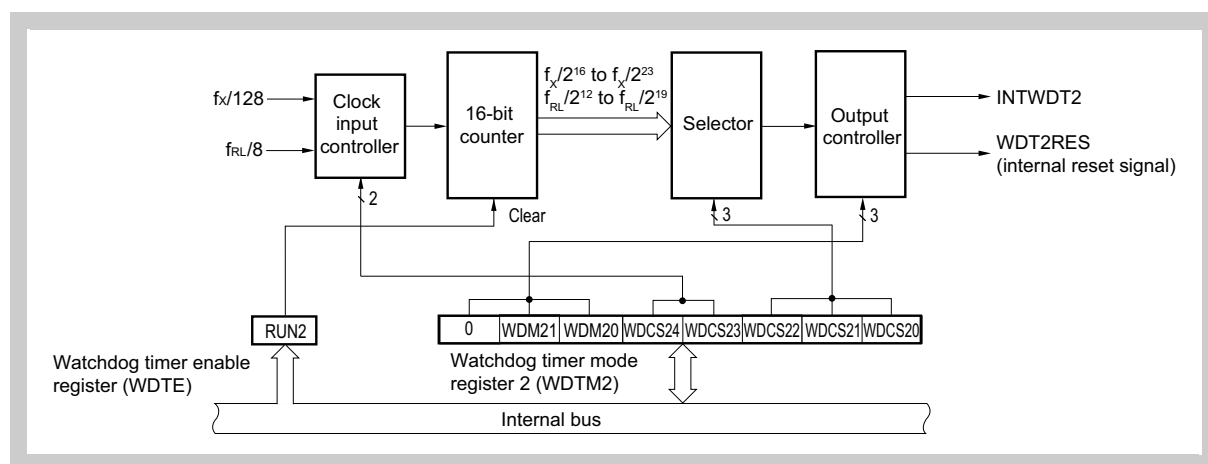 fX/128
fRL/8
Clock
input
controller
2
16-bit
counter
Clear
fX/2^16 to fX/2^23
fRL/2^12 to fRL/2^19
Selector
3
Output
controller
3
INTWDT2
WDT2RES
(internal reset signal)
RUN2
0 WDM21 WDM20 WDCS24 WDCS23 WDCS22 WDCS21 WDCS20
Watchdog timer enable
register (WDTE)
Watchdog timer mode
register 2 (WDTM2)
Internal bus